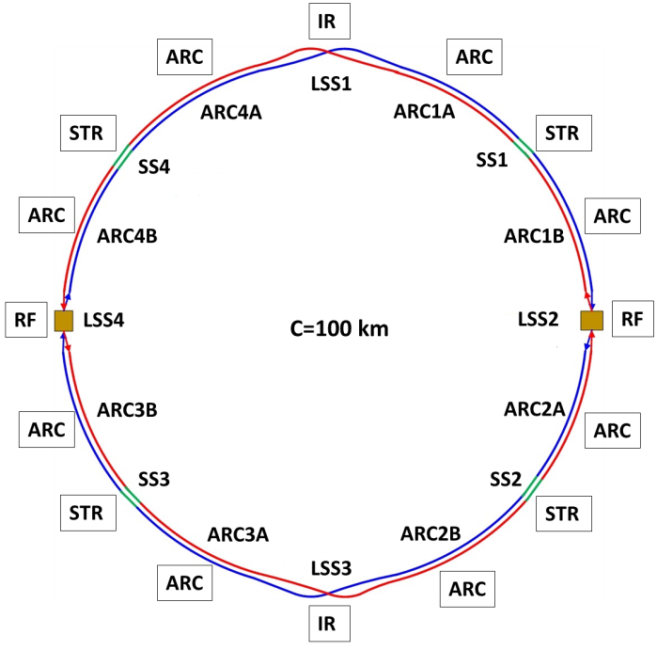 IR
ARC
ARC
LSS1
ARC4A
ARC1A
STR
STR
SS4
SS1
ARC
ARC
ARC4B
ARC1B
RF
LSS4
C=100 km
LSS2
RF
ARC3B
ARC2A
ARC
ARC
SS3
SS2
STR
STR
ARC3A
ARC2B
LSS3
ARC
ARC
IR